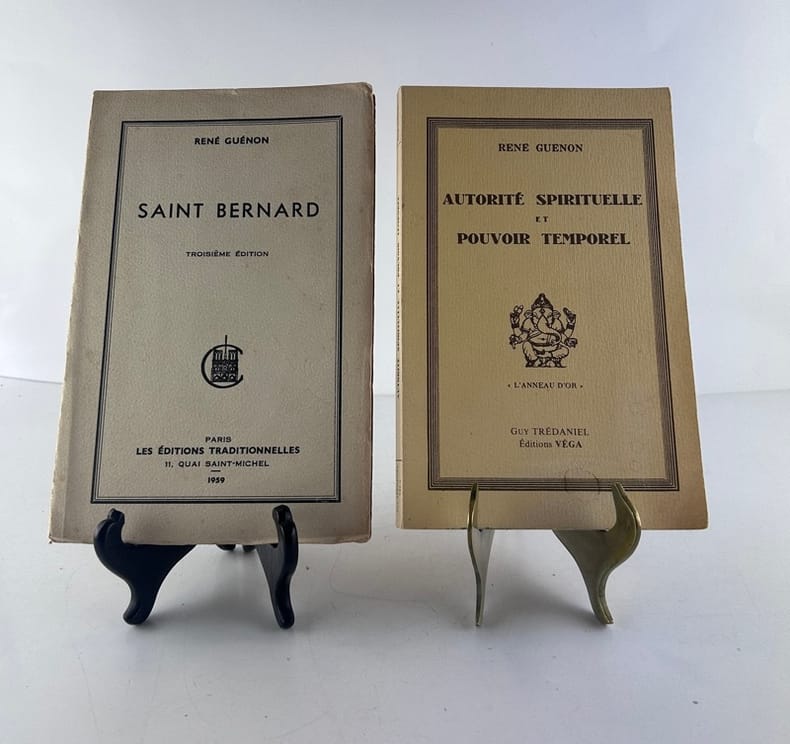 RENÉ GUÉNON
SAINT BERNARD
TROISIÈME ÉDITION
PARIS
LES ÉDITIONS TRADITIONNELLES
11, QUAI SAINT-MICHEL
1959
RENÉ GUENON
AUTORITÉ SPIRITUELLE
ET
POUVOIR TEMPOREL
« L'ANNEAU D'OR »
GUY TRÉDANIEL
Éditions VÉGA